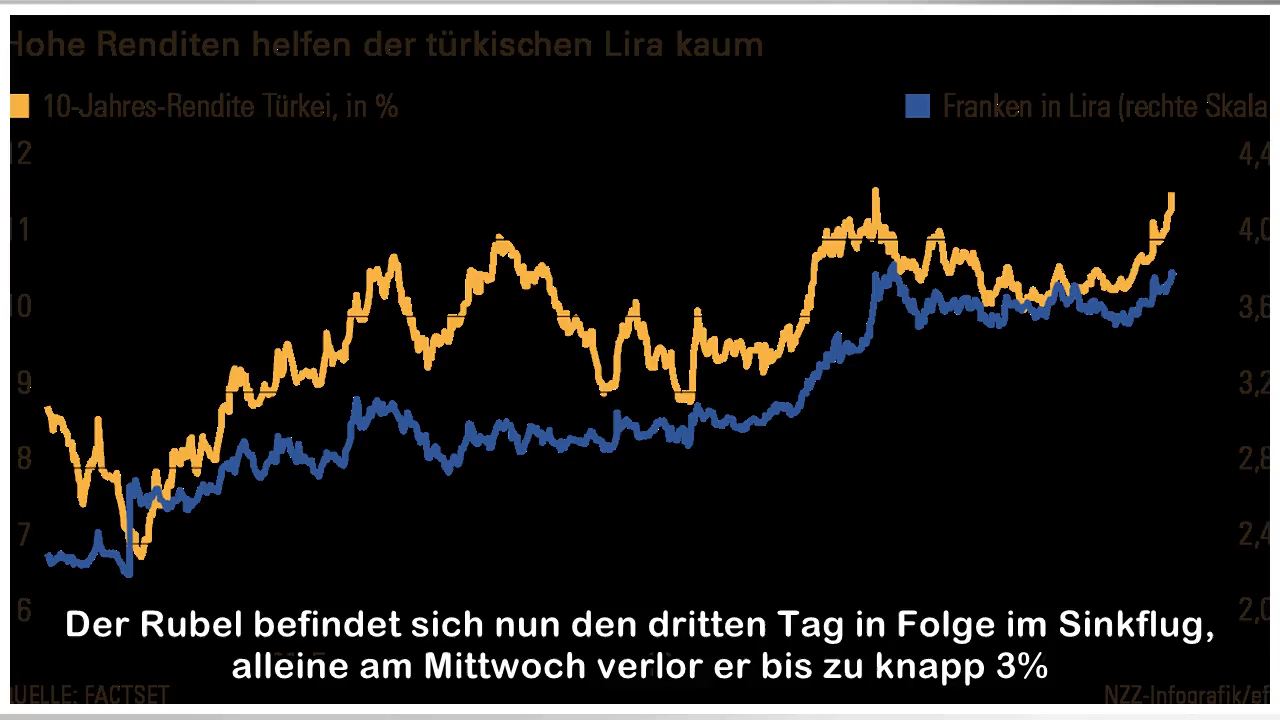 Hohe Renditen helfen der türkischen Lira kaum
10-Jahres-Rendite Türkei, in %
Franken in Lira (rechte Skala
12
4,4
11
4,0
10
3,6
9
3,2
8
2,8
7
2,4
6
2,0
Der Rubel befindet sich nun den dritten Tag in Folge im Sinkflug,
alleine am Mittwoch verlor er bis zu knapp 3%
QUELLE: FACTSET
NZZ-Infografik/ef